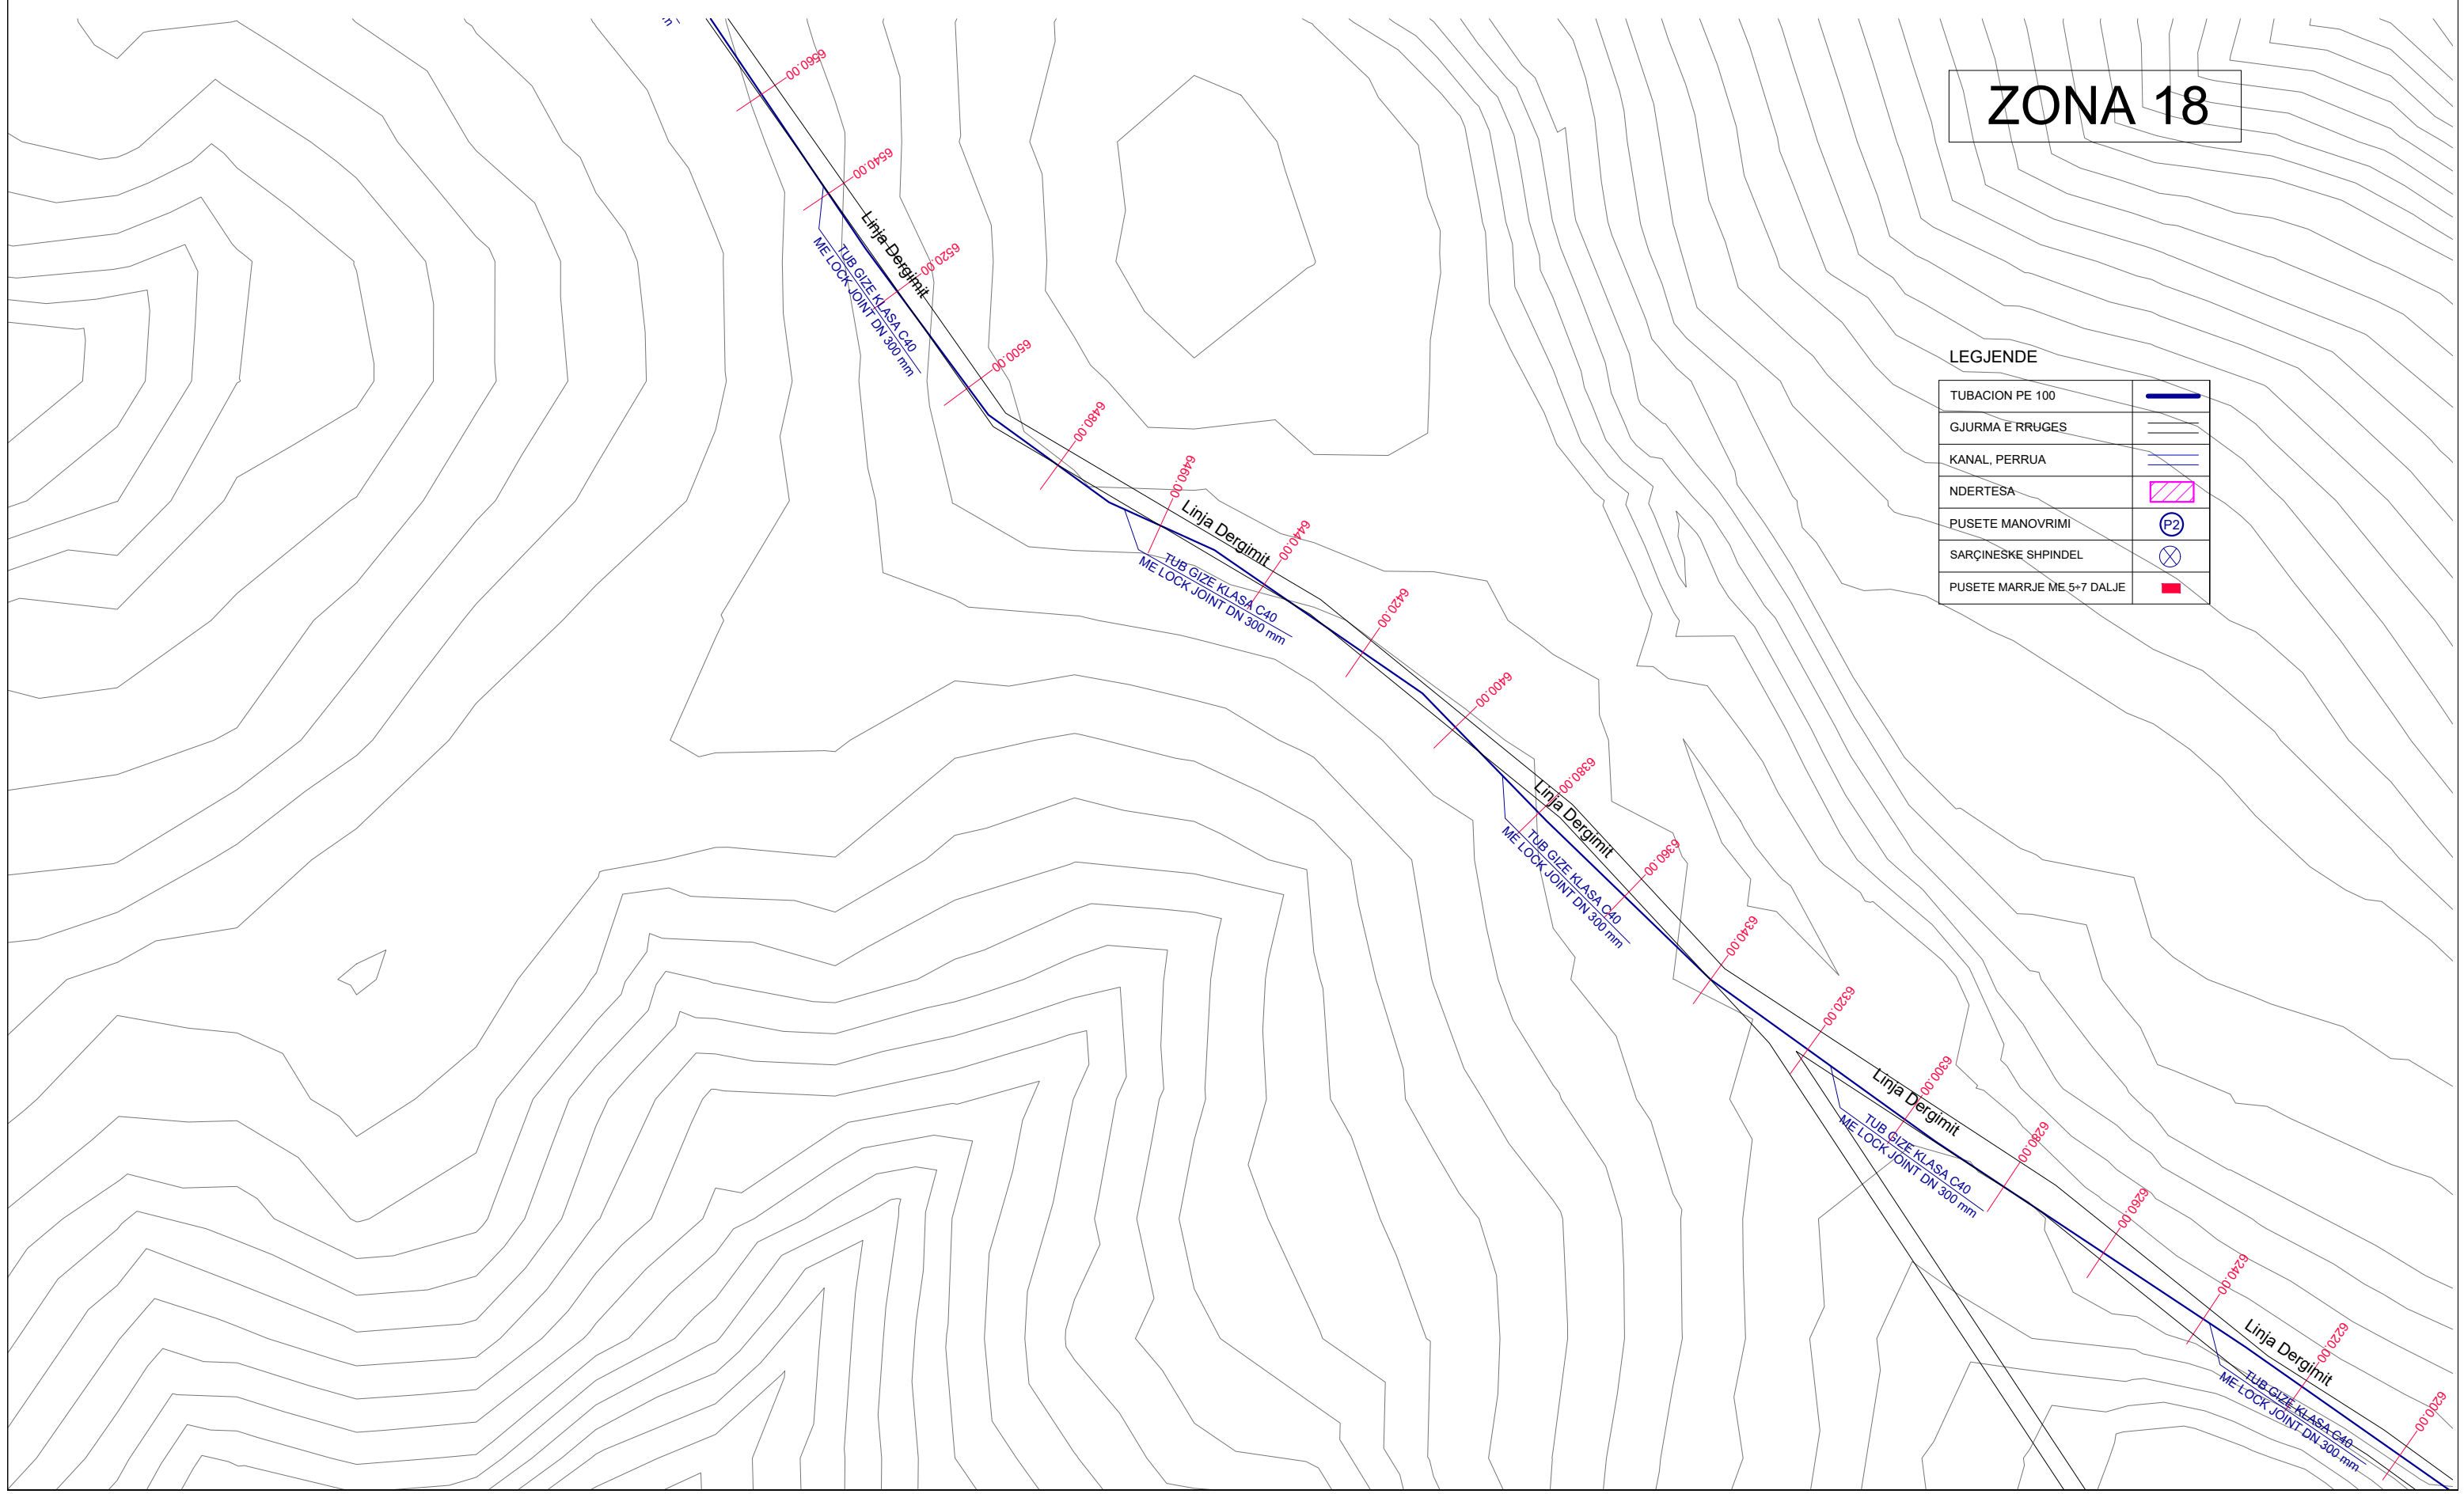 ZONA 18
6560.00
6540.00
Linja Dergimit
TUB GIZE KLASA C40
ME LOCK JOINT DN 300 mm
6520.00
6500.00
6480.00
6460.00
Linja Dergimit
6440.00
TUB GIZE KLASA C40
ME LOCK JOINT DN 300 mm
6420.00
6400.00
6380.00
Linja Dergimit
TUB GIZE KLASA C40
ME LOCK JOINT DN 300 mm
6360.00
6340.00
6320.00
Linja Dergimit
6300.00
TUB GIZE KLASA C40
ME LOCK JOINT DN 300 mm
6280.00
6260.00
6240.00
Linja Dergimit
6220.00
TUB GIZE KLASA C40
ME LOCK JOINT DN 300 mm
6200.00
LEGJENDE
TUBACION PE 100
GJURMA E RRUGES
KANAL, PERRUA
NDERTESA
PUSETE MANOVRIMI P2
SARÇINESKE SHPINDEL
PUSETE MARRJE ME 5÷7 DALJE